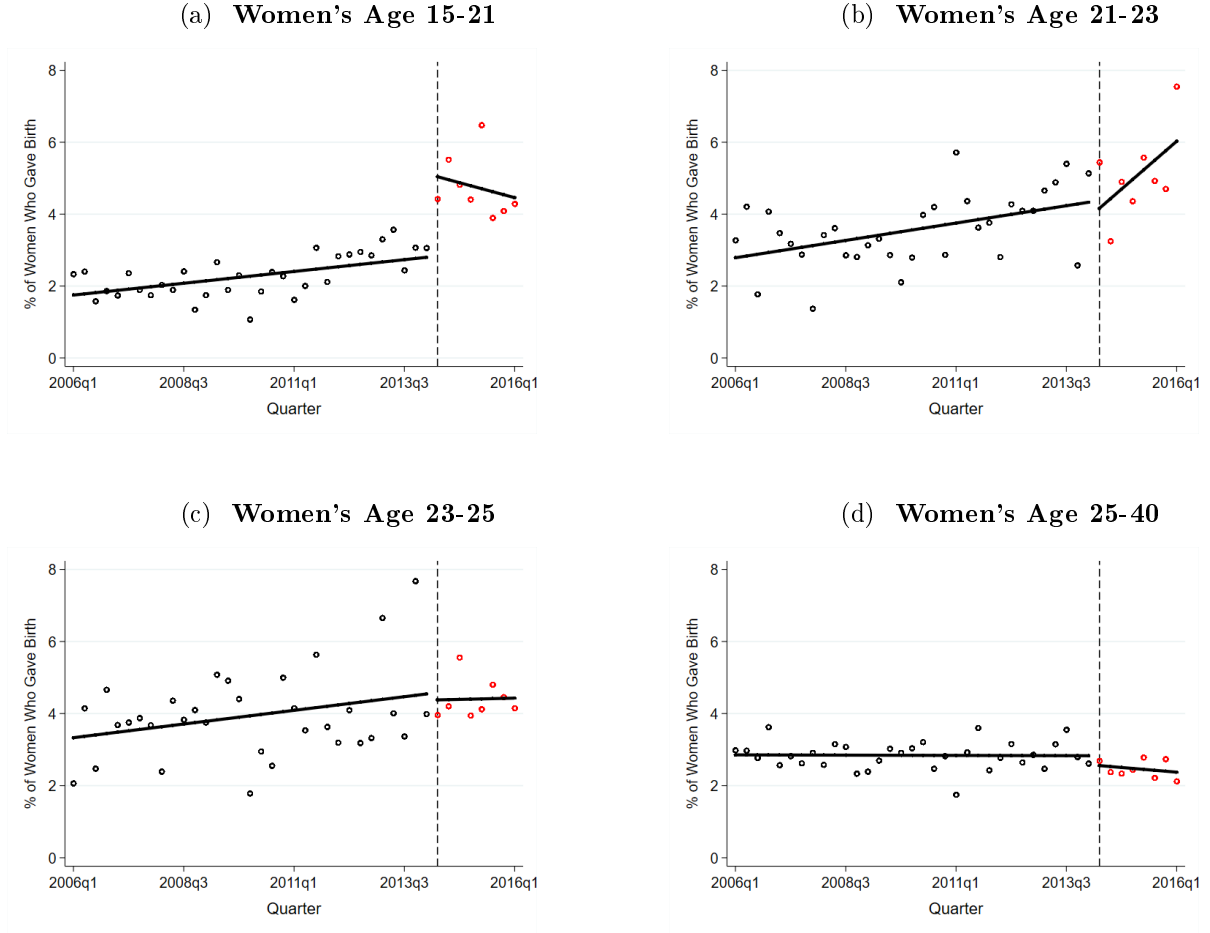 (a) Women's Age 15-21
% of Women Who Gave Birth
8
6
4
2
0
2006q1 2008q3 2011q1 2013q3 2016q1
Quarter
(b) Women's Age 21-23
% of Women Who Gave Birth
8
6
4
2
0
2006q1 2008q3 2011q1 2013q3 2016q1
Quarter
(c) Women's Age 23-25
% of Women Who Gave Birth
8
6
4
2
0
2006q1 2008q3 2011q1 2013q3 2016q1
Quarter
(d) Women's Age 25-40
% of Women Who Gave Birth
8
6
4
2
0
2006q1 2008q3 2011q1 2013q3 2016q1
Quarter